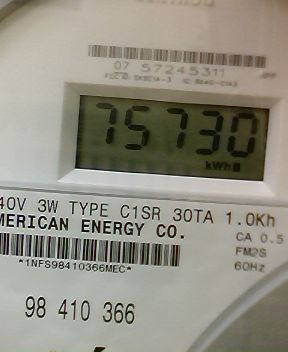 07 57245311
75730
kWh
40V 3W TYPE C1SR 30TA 1.0Kh
MERICAN ENERGY CO.
CA 0.5
FM2S
60Hz
*1NFS98410366MEC*
98 410 366